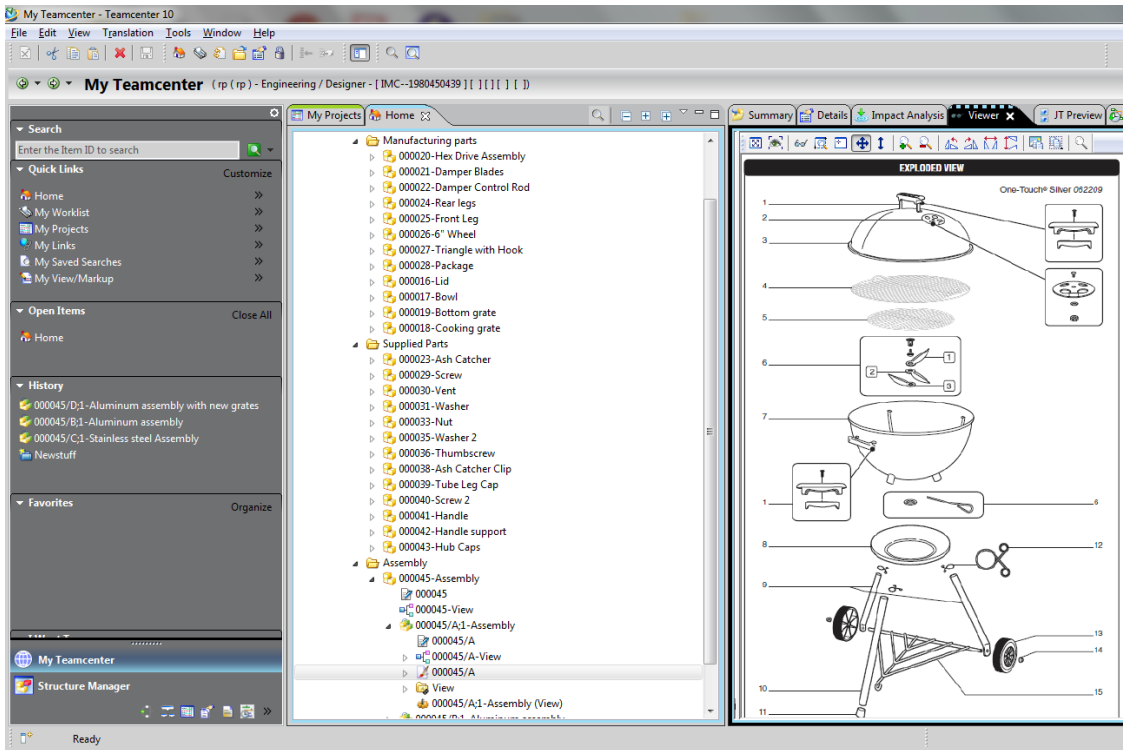 My Teamcenter - Teamcenter 10
File Edit View Translation Tools Window Help
My Teamcenter ( rp ( rp ) - Engineering / Designer - [ IMC--1980450439 ] [ ] [ ] [ ] [ ])
Search
Enter the Item ID to search
Quick Links Customize
Home
My Worklist
My Projects
My Links
My Saved Searches
My View/Markup
Open Items Close All
Home
History
000045/D;1-Aluminum assembly with new grates
000045/B;1-Aluminum assembly
000045/C;1-Stainless steel Assembly
Newstuff
Favorites Organize
My Teamcenter
Structure Manager
Ready
My Projects Home
Manufacturing parts
000020-Hex Drive Assembly
000021-Damper Blades
000022-Damper Control Rod
000024-Rear legs
000025-Front Leg
000026-6" Wheel
000027-Triangle with Hook
000028-Package
000016-Lid
000017-Bowl
000019-Bottom grate
000018-Cooking grate
Supplied Parts
000023-Ash Catcher
000029-Screw
000030-Vent
000031-Washer
000033-Nut
000035-Washer 2
000036-Thumbscrew
000038-Ash Catcher Clip
000039-Tube Leg Cap
000040-Screw 2
000041-Handle
000042-Handle support
000043-Hub Caps
Assembly
000045-Assembly
000045
000045-View
000045/A;1-Assembly
000045/A
000045/A-View
000045/A
View
000045/A;1-Assembly (View)
000045/B;1-Aluminum assembly
Summary Details Impact Analysis Viewer JT Preview
EXPLODED VIEW
One-Touch® Silver 052209
1
2
3
4
5
6
1
2
3
7
1
6
8
12
9
13
14
10
15
11